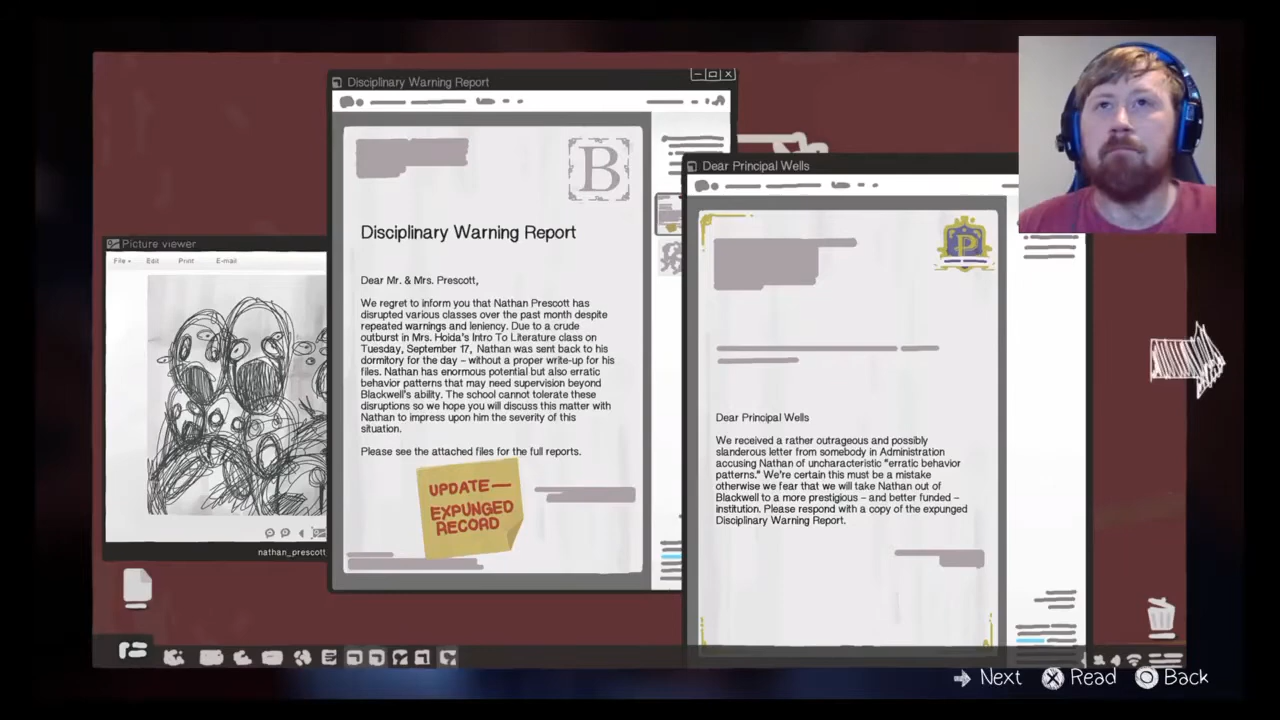 Disciplinary Warning Report
B
Disciplinary Warning Report
Dear Mr. & Mrs. Prescott,
We regret to inform you that Nathan Prescott has
disrupted various classes over the past month despite
repeated warnings and leniency. Due to a crude
outburst in Mrs. Hoida's Intro To Literature class on
Tuesday, September 17, Nathan was sent back to his
dormitory for the day – without a proper write-up for his
files. Nathan has enormous potential but also erratic
behavior patterns that may need supervision beyond
Blackwell's ability. The school cannot tolerate these
disruptions so we hope you will discuss this matter with
Nathan to impress upon him the severity of this
situation.
Please see the attached files for the full reports.
UPDATE—
EXPUNGED
RECORD
Dear Principal Wells
P
Dear Principal Wells
We received a rather outrageous and possibly
slanderous letter from somebody in Administration
accusing Nathan of uncharacteristic "erratic behavior
patterns." We're certain this must be a mistake
otherwise we fear that we will take Nathan out of
Blackwell to a more prestigious – and better funded –
institution. Please respond with a copy of the expunged
Disciplinary Warning Report.
Picture viewer
File Edit Print E-mail
nathan_prescott
Next Read Back